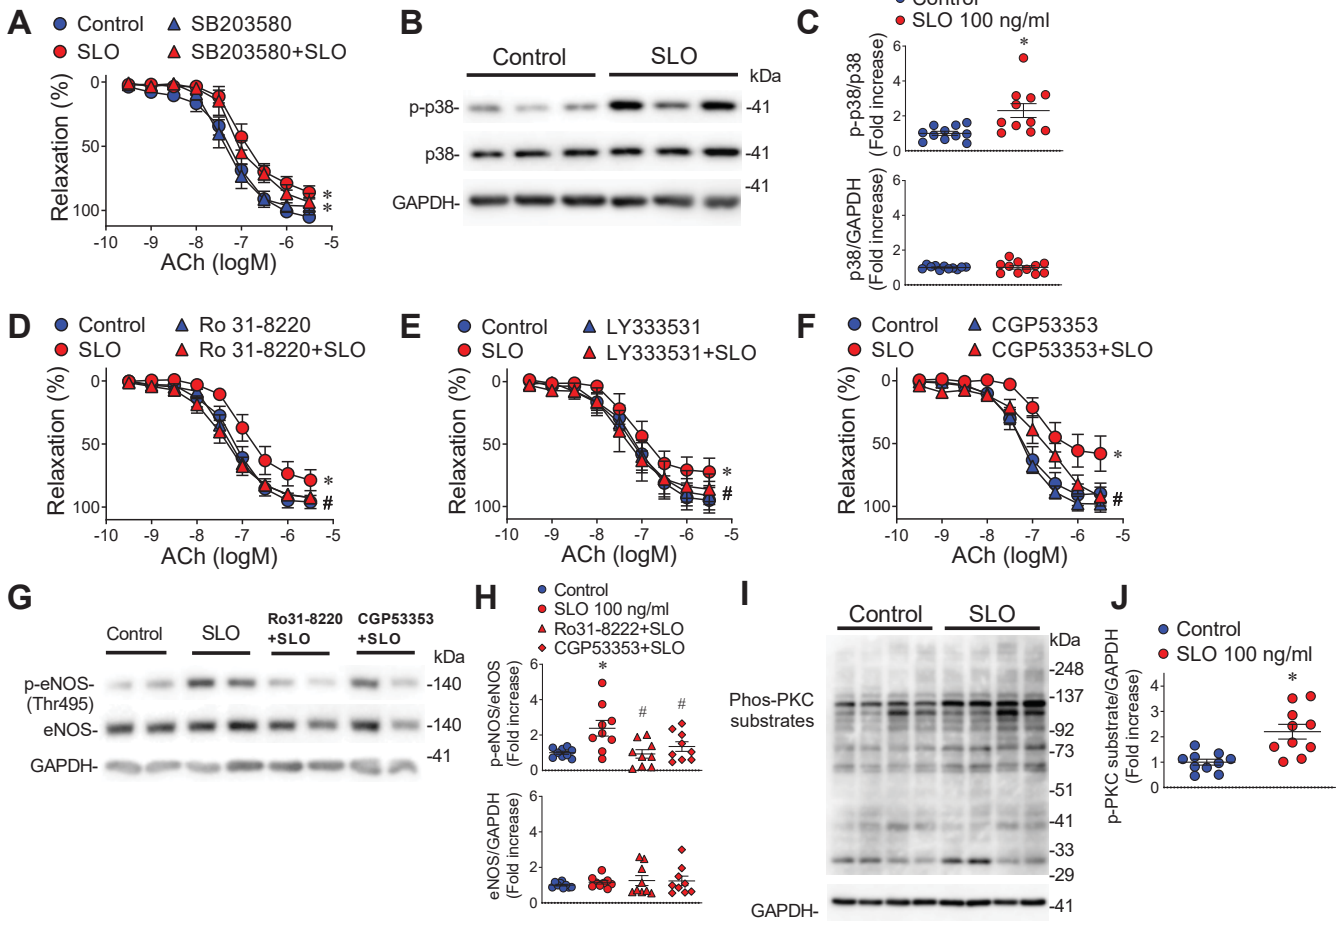 A
Control
SB203580
SLO
SB203580+SLO
Relaxation (%)
0
50
100
-10 -9 -8 -7 -6 -5
ACh (logM)
*
*
B
Control SLO
kDa
p-p38- -41
p38- -41
-41
GAPDH-
C
Control
SLO 100 ng/ml
p-p38/p38
(Fold increase)
6
4
2
0
*
p38/GAPDH
(Fold increase)
6
4
2
0
D
Control
Ro 31-8220
SLO
Ro 31-8220+SLO
Relaxation (%)
0
50
100
*
#
-10 -9 -8 -7 -6 -5
ACh (logM)
E
Control
LY333531
SLO
LY333531+SLO
Relaxation (%)
0
50
100
*
#
-10 -9 -8 -7 -6 -5
ACh (logM)
F
Control
CGP53353
SLO
CGP53353+SLO
Relaxation (%)
0
50
100
*
#
-10 -9 -8 -7 -6 -5
ACh (logM)
G
Control SLO
Ro31-8220
+SLO
CGP53353
+SLO
kDa
p-eNOS- -140
(Thr495)
eNOS- -140
-41
GAPDH-
H
Control
SLO 100 ng/ml
Ro31-8222+SLO
CGP53353+SLO
p-eNOS/eNOS
(Fold increase)
6
4
2
0
*
# #
eNOS/GAPDH
(Fold increase)
6
4
2
0
I
Control SLO
kDa
Phos-PKC
substrates
-248
-137
-92
-73
-51
-41
-33
-29
GAPDH- -41
J
Control
SLO 100 ng/ml
p-PKC substrate/GAPDH
(Fold increase)
4
3
2
1
0
*